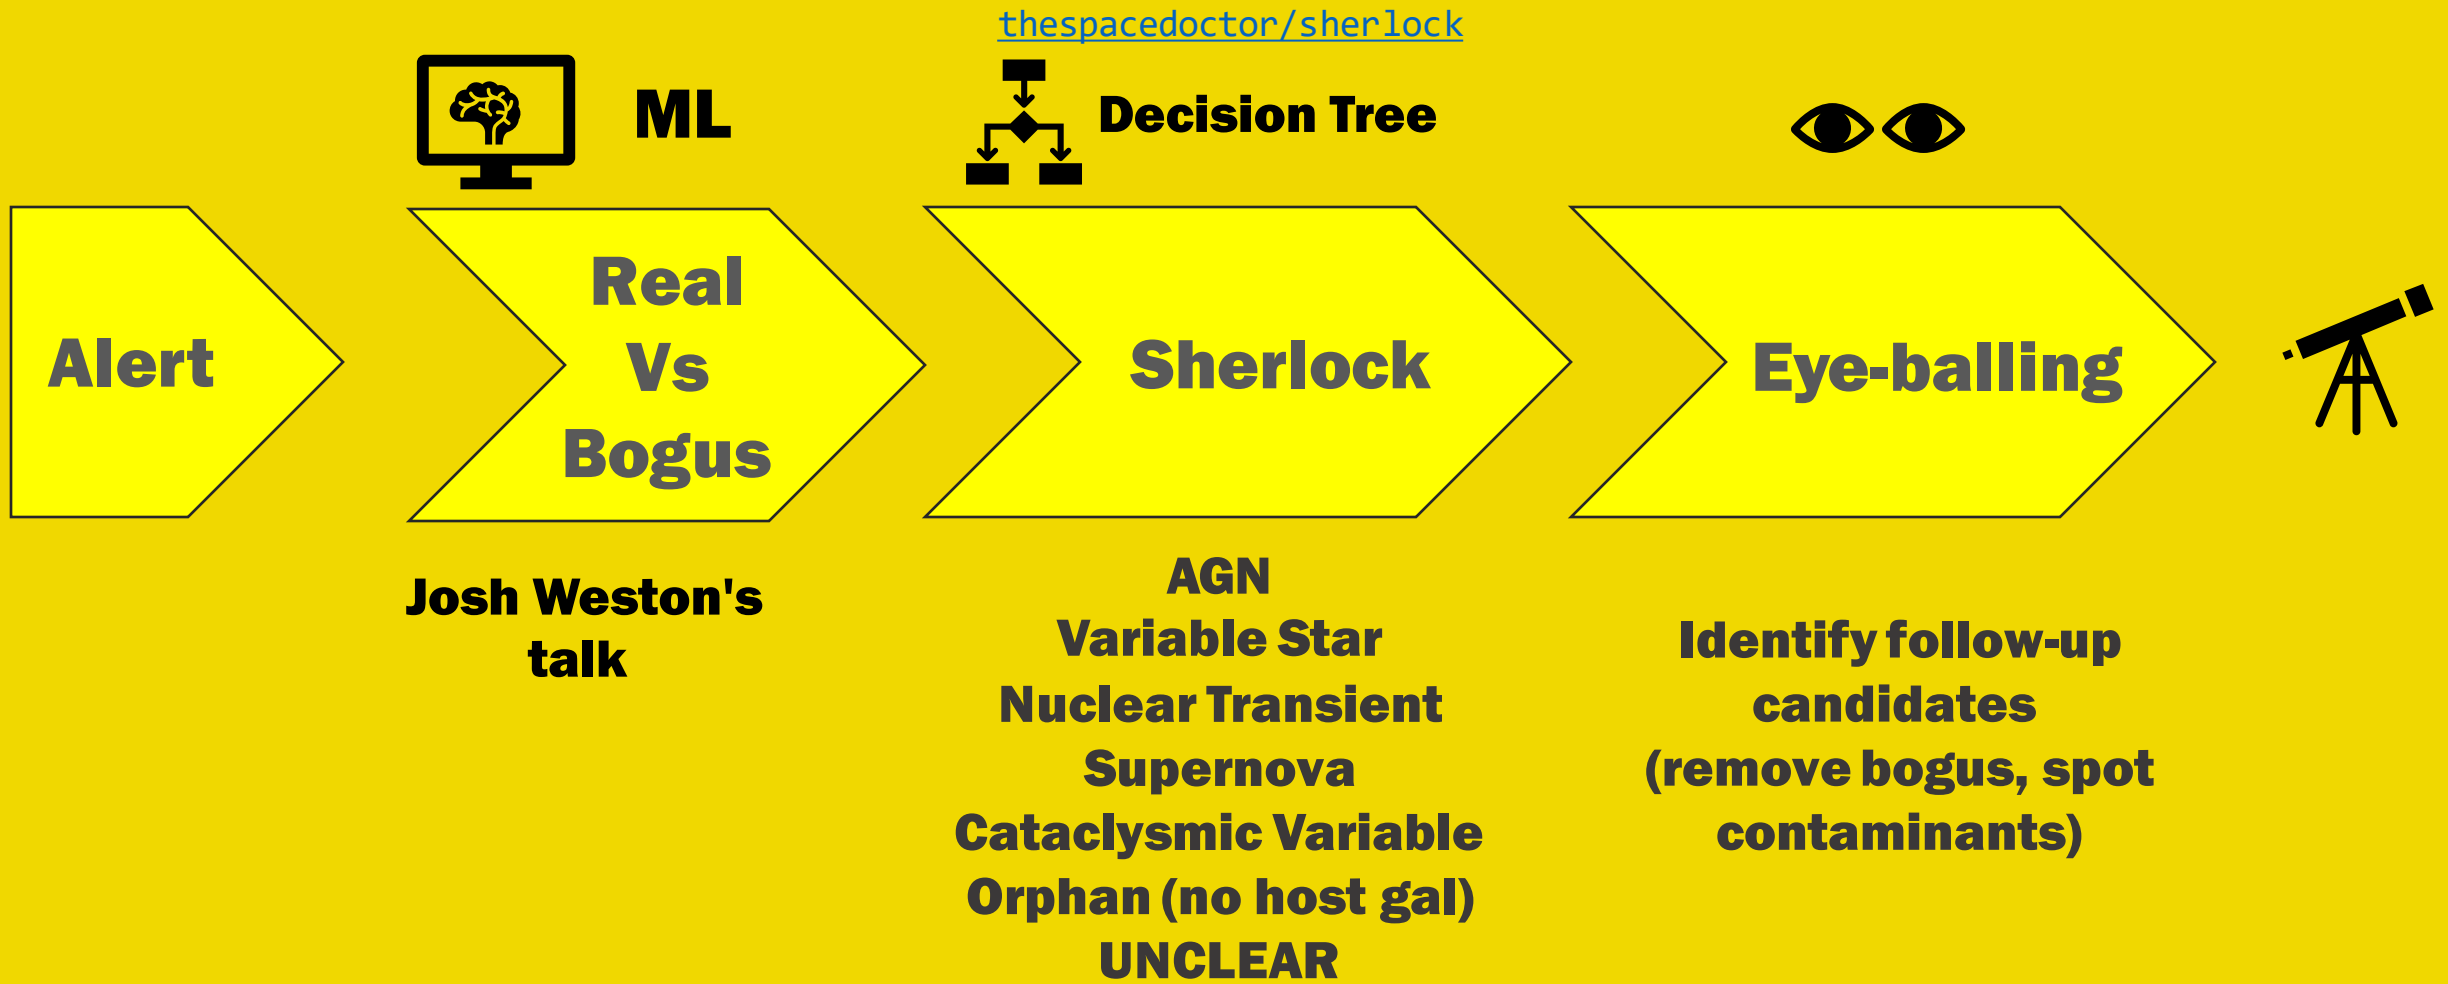 thespacedoctor/sherlock
ML
Decision Tree
Alert
Real
Vs
Bogus
Sherlock
Eye-balling
Josh Weston's
talk
AGN
Variable Star
Nuclear Transient
Supernova
Cataclysmic Variable
Orphan (no host gal)
UNCLEAR
Identify follow-up
candidates
(remove bogus, spot
contaminants)